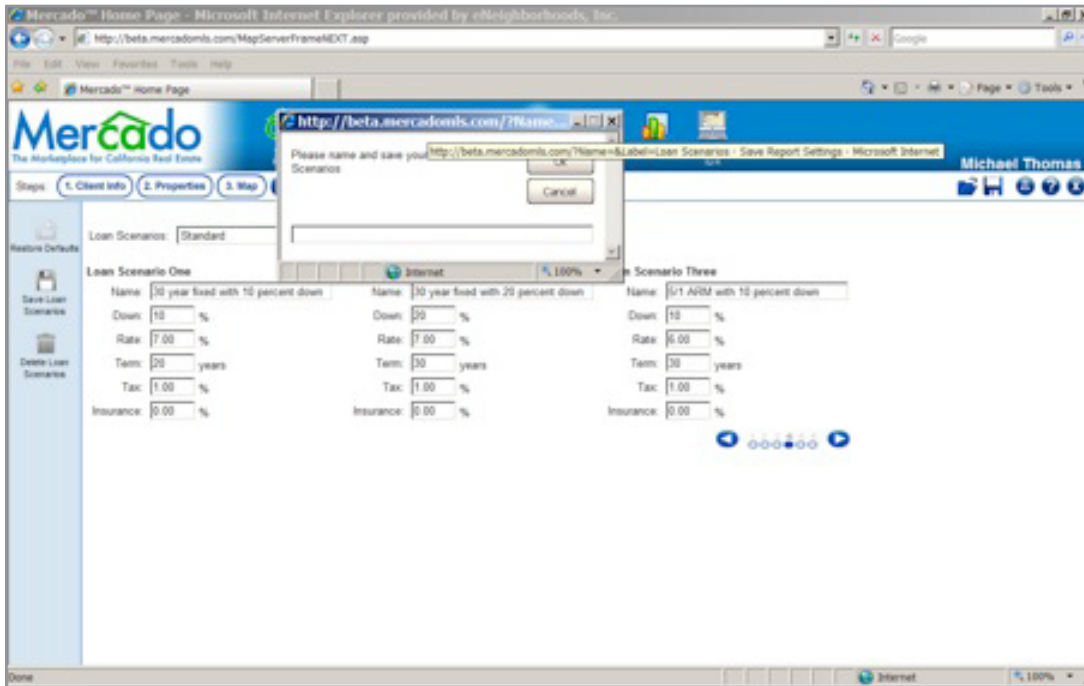 Mercado™ Home Page - Microsoft Internet Explorer provided by eNeighborhoods, Inc.
http://beta.mercadomls.com/MapServerFrameNEXT.asp
Google
File Edit View Favorites Tools Help
Mercado™ Home Page
Page Tools
Mercado
The Marketplace for California Real Estate
http://beta.mercadomls.com/?Name...
Please name and save your
Scenarios
OK
http://beta.mercadomls.com/?Name=&Label=Loan Scenarios - Save Report Settings - Microsoft Internet
Cancel
Internet 100%
Michael Thomas
Steps: 1. Client Info 2. Properties 3. Map
Restore Defaults
Save Loan
Scenarios
Delete Loan
Scenarios
Loan Scenarios: Standard
Loan Scenario One
Name: 30 year fixed with 10 percent down
Down: 10 %
Rate: 7.00 %
Term: 20 years
Tax: 1.00 %
Insurance: 0.00 %
Name: 30 year fixed with 20 percent down
Down: 20 %
Rate: 7.00 %
Term: 30 years
Tax: 1.00 %
Insurance: 0.00 %
n Scenario Three
Name: 5/1 ARM with 10 percent down
Down: 10 %
Rate: 6.00 %
Term: 30 years
Tax: 1.00 %
Insurance: 0.00 %
Done
Internet 100%